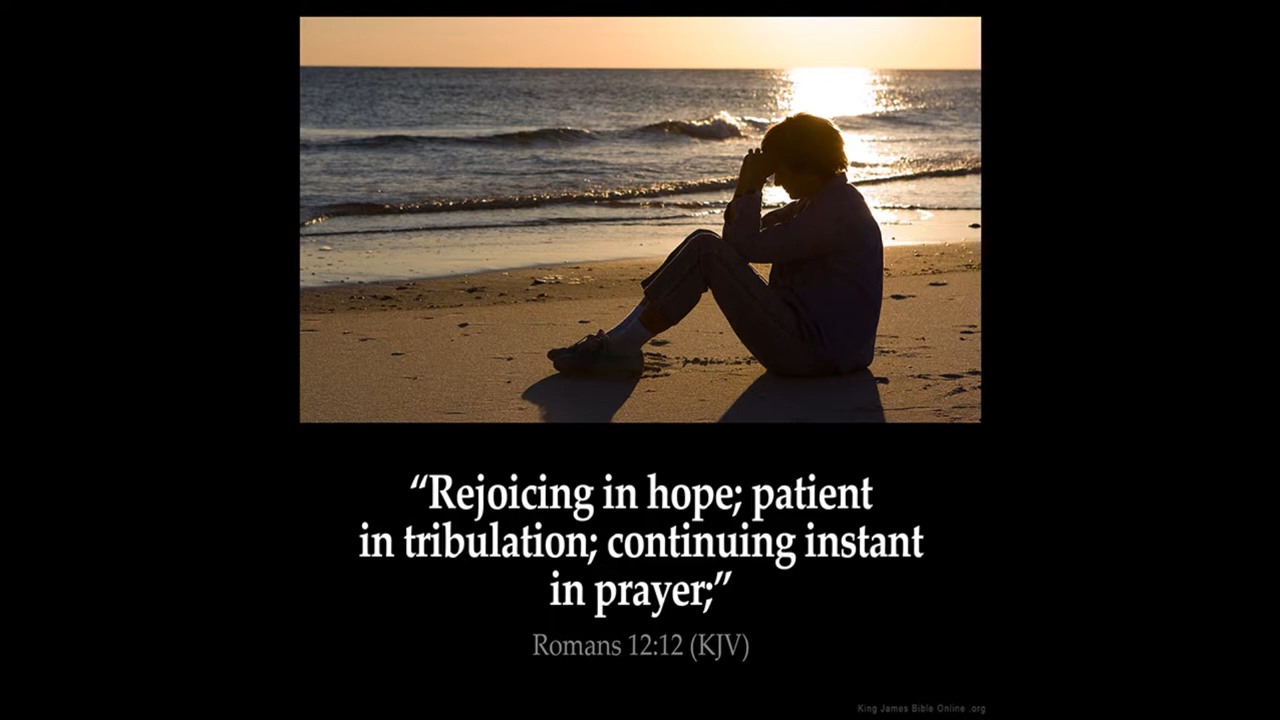 “Rejoicing in hope; patient
in tribulation; continuing instant
in prayer;”
Romans 12:12 (KJV)
King James Bible Online .org